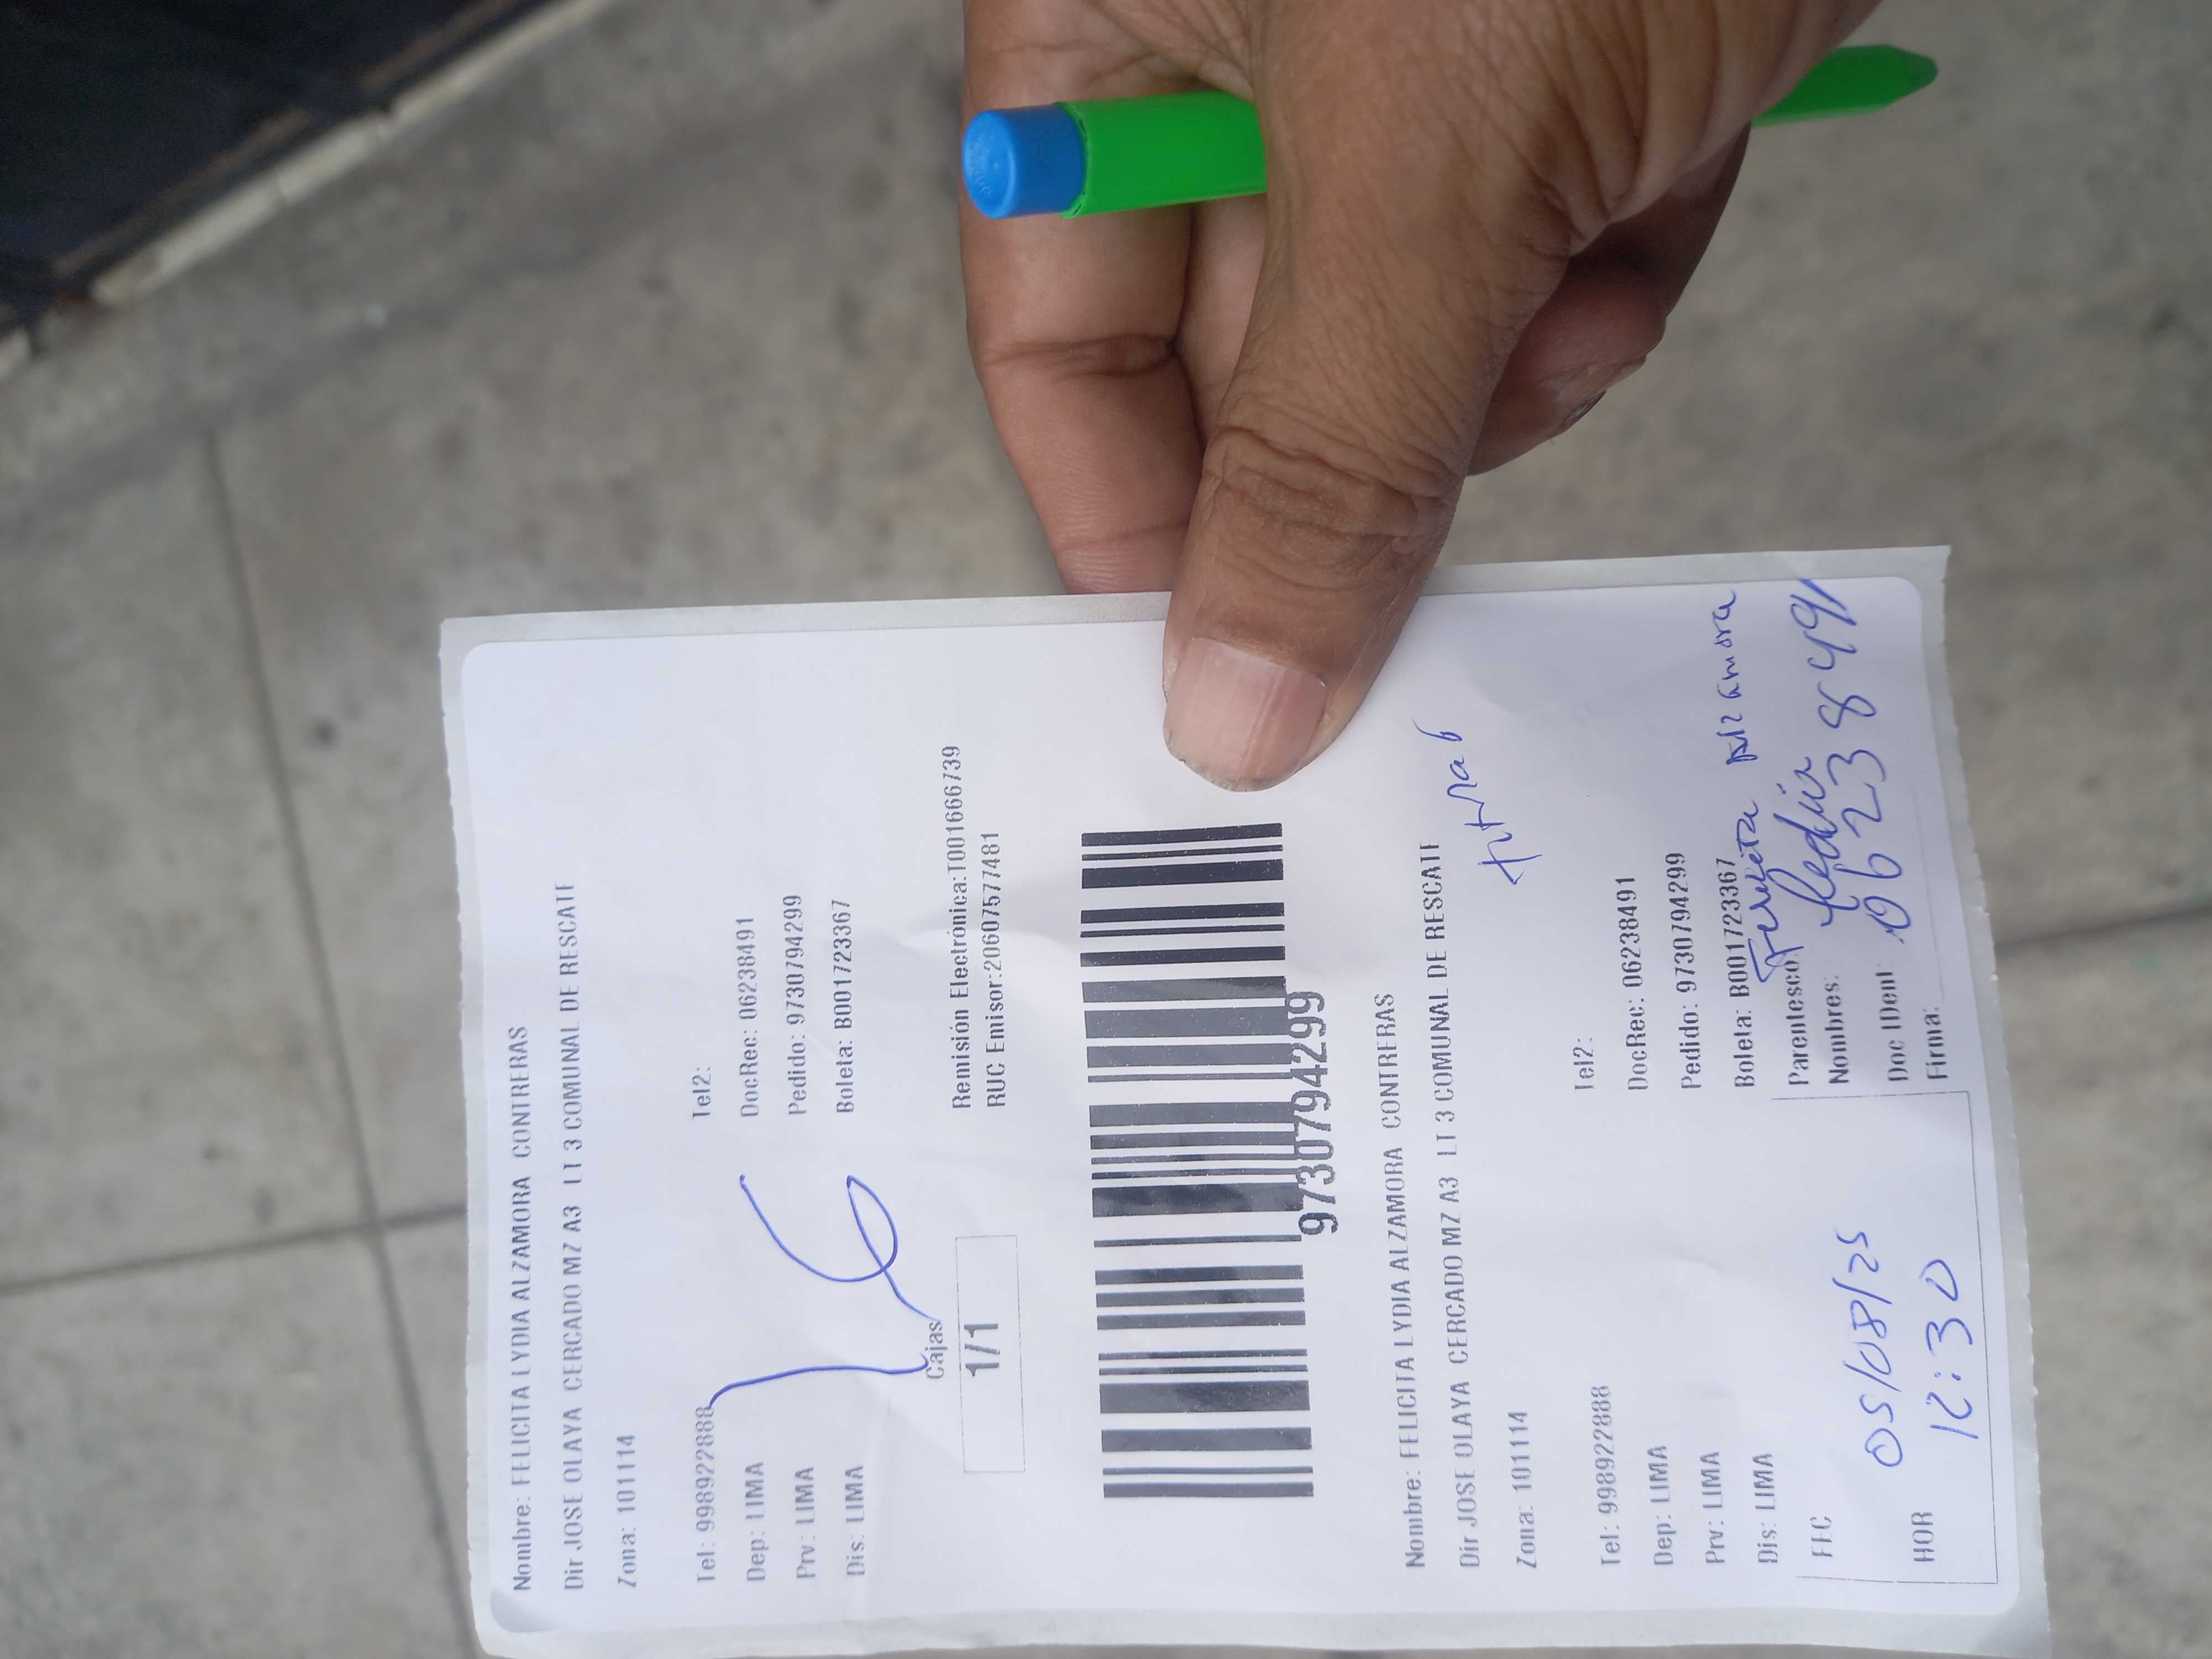 Nombre: FELICITA LYDIA ALZAMORA CONTRERAS
Dir JOSE OLAYA CERCADO MZ A3 LT 3 COMUNAL DE RESCATE
Zona: 101114
Tel: 998922888 Tel2:
Dep: LIMA DocRec: 06238491
Prv: LIMA Pedido: 9730794299
Dis: LIMA Boleta: B001723367
Cajas
1/1
Remisión Electrónica:T001666739
RUC Emisor:20607577481
9730794299
Nombre: FELICITA LYDIA ALZAMORA CONTRERAS
Dir JOSE OLAYA CERCADO MZ A3 LT 3 COMUNAL DE RESCATE
Zona: 101114
Tel: 998922888 Tel2:
Dep: LIMA DocRec: 06238491
Prv: LIMA Pedido: 9730794299
Dis: LIMA Boleta: B001723367
FEC 05/08/25
HOR 12:30
Parentesco:
Nombres:
Doc IDent: 06238491
Firma: